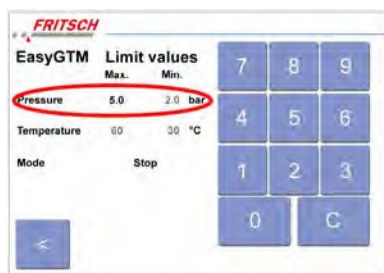 FRITSCH
EasyGTM Limit values
Max. Min.
Pressure 5.0 2.0 bar
Temperature 60 30 °C
Mode Stop
7 8 9
4 5 6
1 2 3
0 C
<